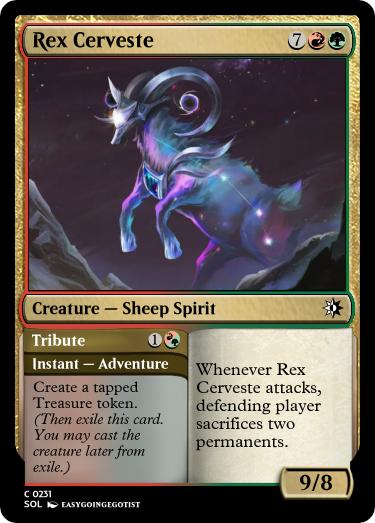 Rex Cerveste 7
Creature — Sheep Spirit
Tribute 1
Instant — Adventure
Create a tapped
Treasure token.
(Then exile this card.
You may cast the
creature later from
exile.)
Whenever Rex
Cerveste attacks,
defending player
sacrifices two
permanents.
9/8
C 0231
SOL EASYGOINGEGOTIST